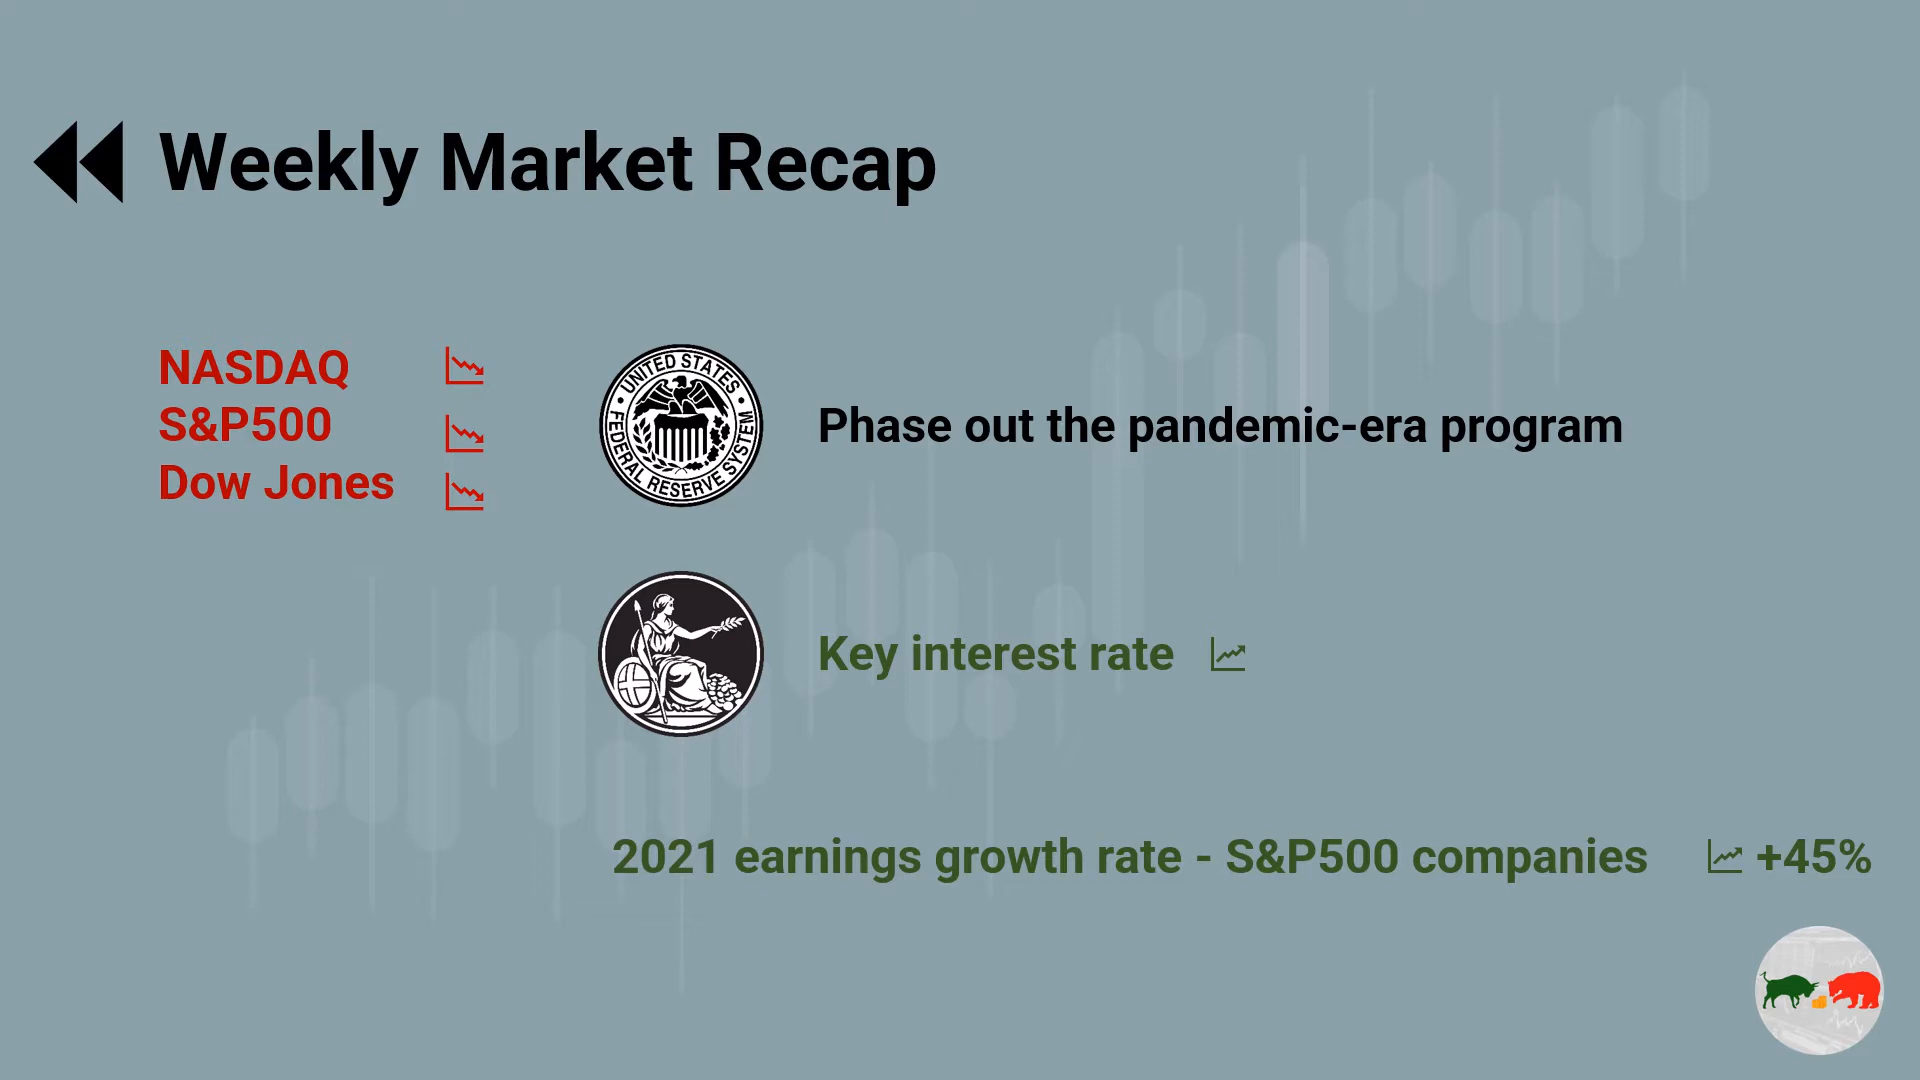 Weekly Market Recap
NASDAQ
S&P500
Dow Jones
UNITED STATES
FEDERAL RESERVE SYSTEM
Phase out the pandemic-era program
Key interest rate
2021 earnings growth rate - S&P500 companies +45%